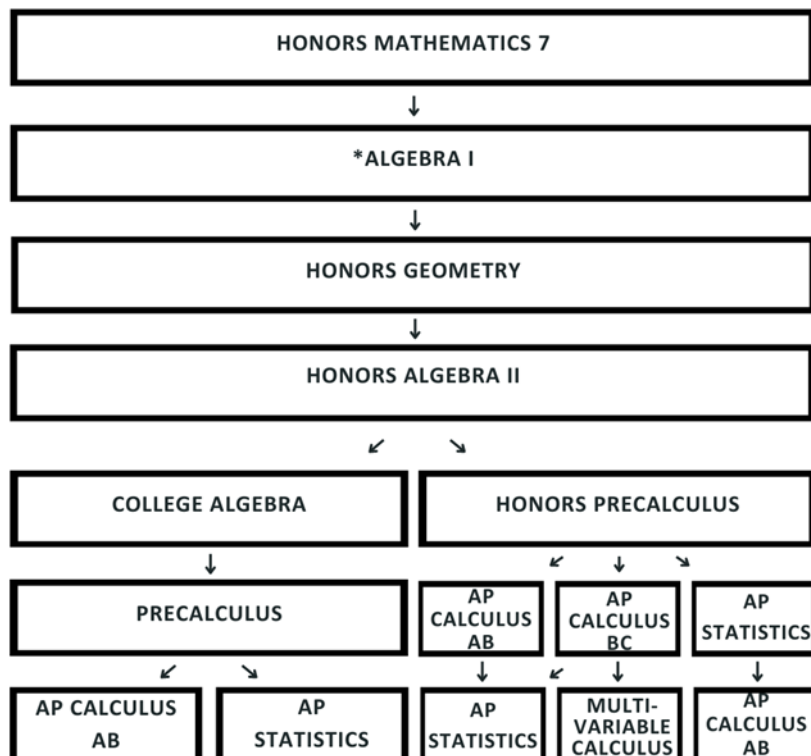 HONORS MATHEMATICS 7
↓
*ALGEBRA I
↓
HONORS GEOMETRY
↓
HONORS ALGEBRA II
↙ ↘
COLLEGE ALGEBRA
HONORS PRECALCULUS
↓
↙ ↓ ↘
PRECALCULUS
AP
CALCULUS
AB
AP
CALCULUS
BC
AP
STATISTICS
↙ ↘
↓ ↙ ↓ ↓
AP CALCULUS
AB
AP
STATISTICS
AP
STATISTICS
MULTI-
VARIABLE
CALCULUS
AP
CALCULUS
AB